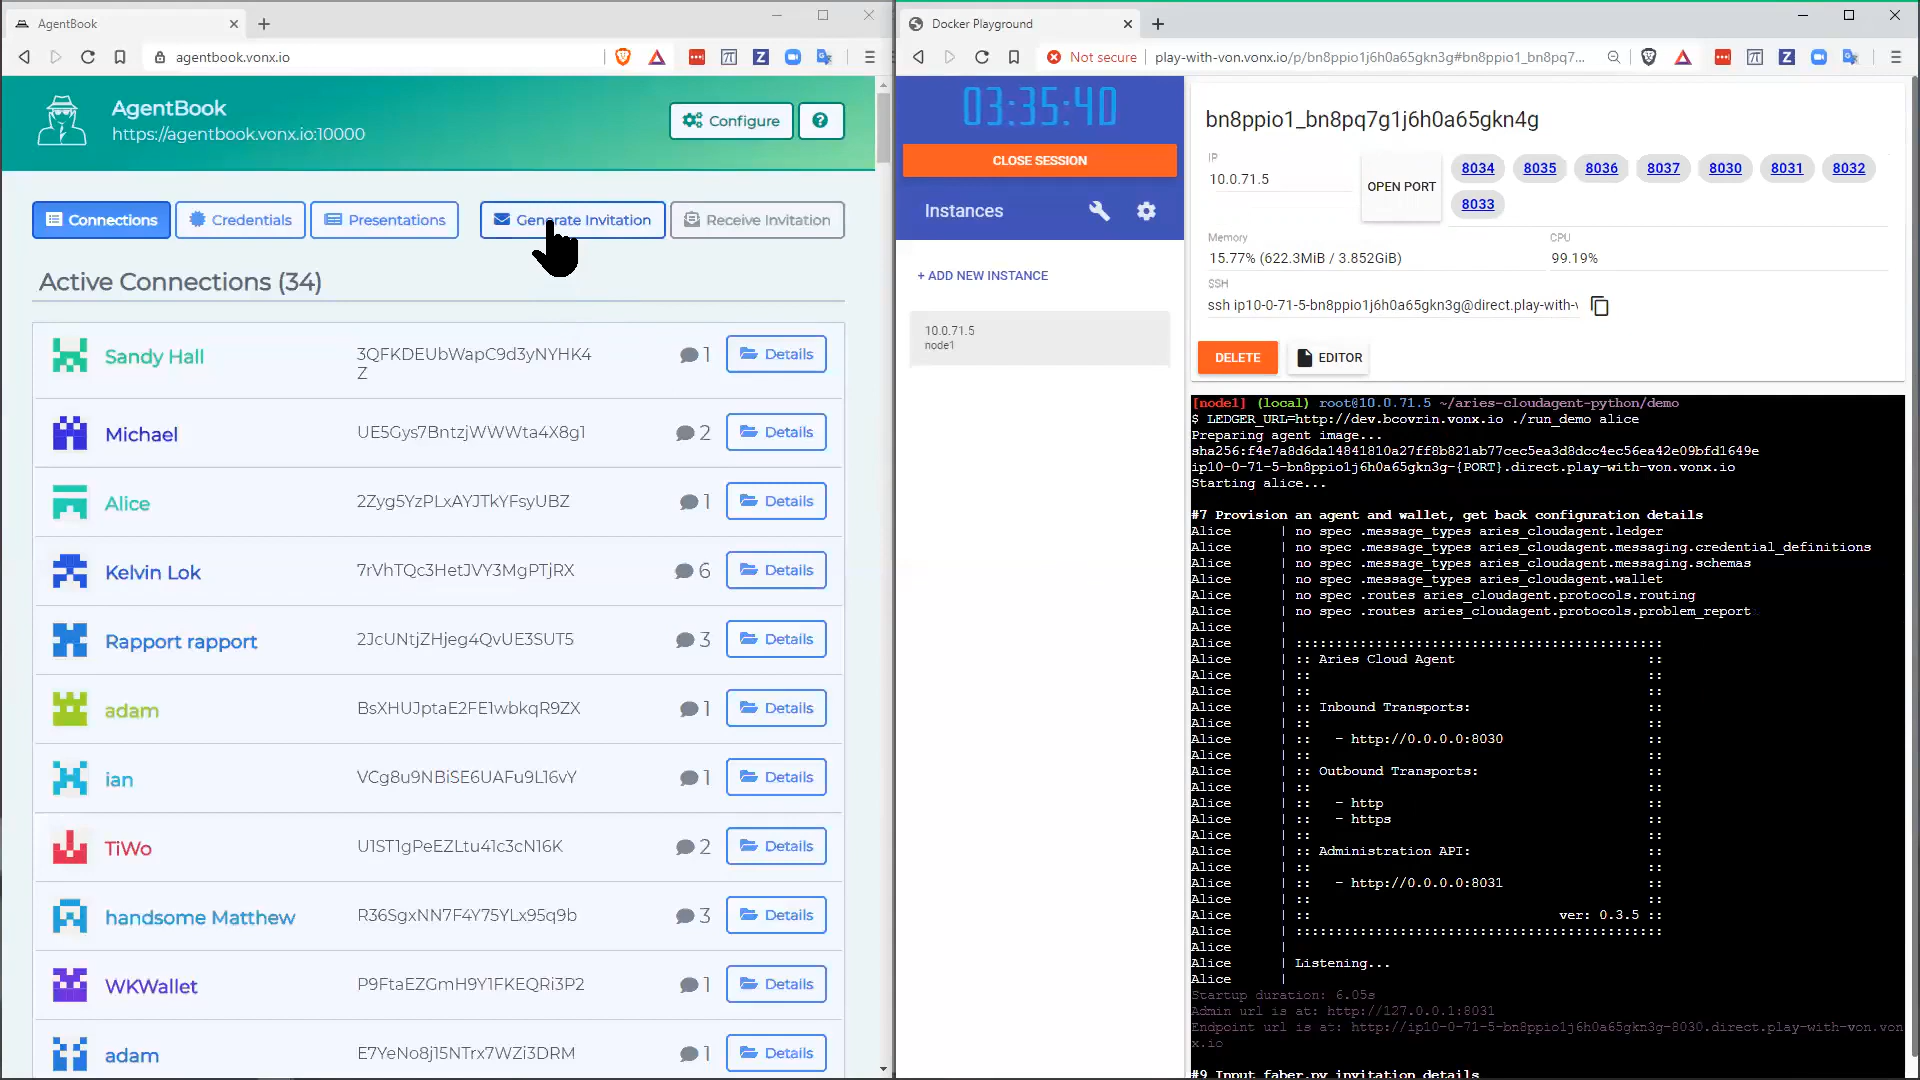 AgentBook
agentbook.vonx.io
AgentBook
https://agentbook.vonx.io:10000
Configure
Connections
Credentials
Presentations
Generate Invitation
Receive Invitation
Active Connections (34)
Sandy Hall 3QFKDEUbWapC9d3yNYHK4Z 1 Details
Michael UE5Gys7BntzjWWWta4X8g1 2 Details
Alice 2Zyg5YzPLxAYJTkYFsyUBZ 1 Details
Kelvin Lok 7rVhTQc3HetJVY3MgPTjRX 6 Details
Rapport rapport 2JcUNtjZHjeg4QvUE3SUT5 3 Details
adam BsXHUJptaE2FE1wbkqR9ZX 1 Details
ian VCg8u9NBiSE6UAFu9L16vY 1 Details
TiWo U1ST1gPeEZLtu41c3cN16K 2 Details
handsome Matthew R36SgxNN7F4Y75YLx95q9b 3 Details
WKWallet P9FtaEZGmH9Y1FKEQRi3P2 1 Details
adam E7YeNo8j15NTrx7WZi3DRM 1 Details
Docker Playground
Not secure play-with-von.vonx.io/p/bn8ppio1j6h0a65gkn3g#bn8ppio1_bn8pq7...
03:35:40
CLOSE SESSION
Instances
+ ADD NEW INSTANCE
10.0.71.5
node1
bn8ppio1_bn8pq7g1j6h0a65gkn4g
IP
10.0.71.5
OPEN PORT
8034 8035 8036 8037 8030 8031 8032
8033
Memory
15.77% (622.3MiB / 3.852GiB)
CPU
99.19%
SSH
ssh ip10-0-71-5-bn8ppio1j6h0a65gkn3g@direct.play-with-v
DELETE
EDITOR
[node1] (local) root@10.0.71.5 ~/aries-cloudagent-python/demo
$ LEDGER_URL=http://dev.bcovrin.vonx.io ./run_demo alice
Preparing agent image...
sha256:f4e7a8d6da14841810a27ff8b821ab77cec5ea3d8dcc4ec56ea42e09bfd1649e
ip10-0-71-5-bn8ppio1j6h0a65gkn3g-{PORT}.direct.play-with-von.vonx.io
Starting alice...
#7 Provision an agent and wallet, get back configuration details
Alice | no spec .message_types aries_cloudagent.ledger
Alice | no spec .message_types aries_cloudagent.messaging.credential_definitions
Alice | no spec .message_types aries_cloudagent.messaging.schemas
Alice | no spec .message_types aries_cloudagent.wallet
Alice | no spec .routes aries_cloudagent.protocols.routing
Alice | no spec .routes aries_cloudagent.protocols.problem_report
Alice |
Alice | ::::::::::::::::::::::::::::::::::::::::::::::
Alice | :: Aries Cloud Agent ::
Alice | :: ::
Alice | :: ::
Alice | :: Inbound Transports: ::
Alice | :: ::
Alice | :: - http://0.0.0.0:8030 ::
Alice | :: ::
Alice | :: Outbound Transports: ::
Alice | :: ::
Alice | :: - http ::
Alice | :: - https ::
Alice | :: ::
Alice | :: Administration API: ::
Alice | :: ::
Alice | :: - http://0.0.0.0:8031 ::
Alice | :: ::
Alice | :: ver: 0.3.5 ::
Alice | ::::::::::::::::::::::::::::::::::::::::::::::
Alice |
Alice | Listening...
Alice |
Startup duration: 6.05s
Admin url is at: http://127.0.0.1:8031
Endpoint url is at: http://ip10-0-71-5-bn8ppio1j6h0a65gkn3g-8030.direct.play-with-von.von
x.io
#9 Input faber.py invitation details